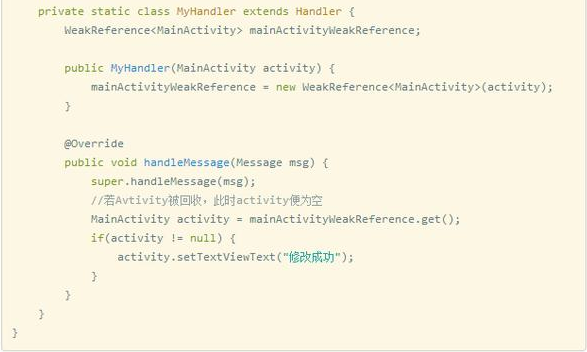 private static class MyHandler extends Handler {
WeakReference<MainActivity> mainActivityWeakReference;
public MyHandler(MainActivity activity) {
mainActivityWeakReference = new WeakReference<MainActivity>(activity);
}
@Override
public void handleMessage(Message msg) {
super.handleMessage(msg);
//若Avtivity被回收，此时activity便为空
MainActivity activity = mainActivityWeakReference.get();
if(activity != null) {
activity.setTextViewText("修改成功");
}
}
}
}